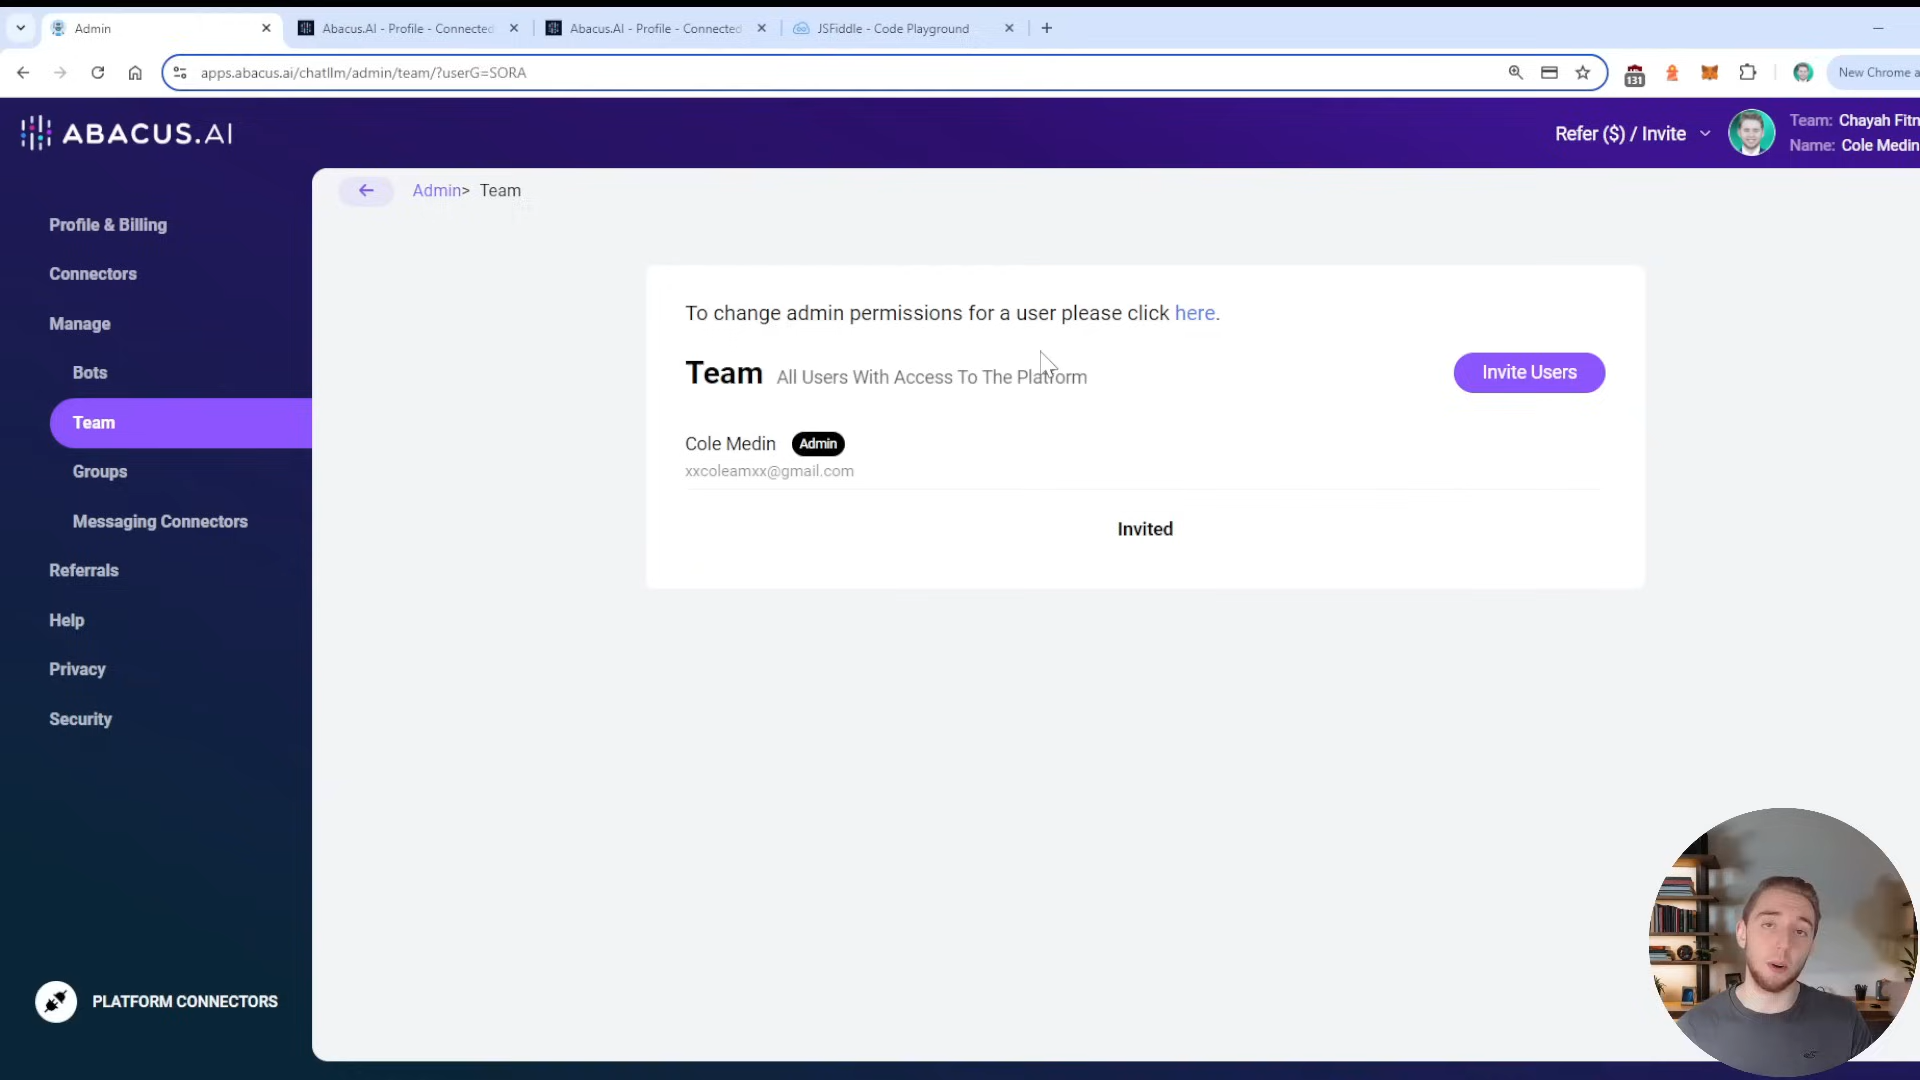 Admin
Abacus.AI - Profile - Connected
Abacus.AI - Profile - Connected
JSFiddle - Code Playground
apps.abacus.ai/chatllm/admin/team/?userG=SORA
131
New Chrome a
ABACUS.AI
Refer ($) / Invite
Team: Chayah Fitn
Name: Cole Medin
Admin> Team
Profile & Billing
Connectors
Manage
Bots
Team
Groups
Messaging Connectors
Referrals
Help
Privacy
Security
PLATFORM CONNECTORS
To change admin permissions for a user please click here.
Team All Users With Access To The Platform
Invite Users
Cole Medin Admin
xxcoleamxx@gmail.com
Invited